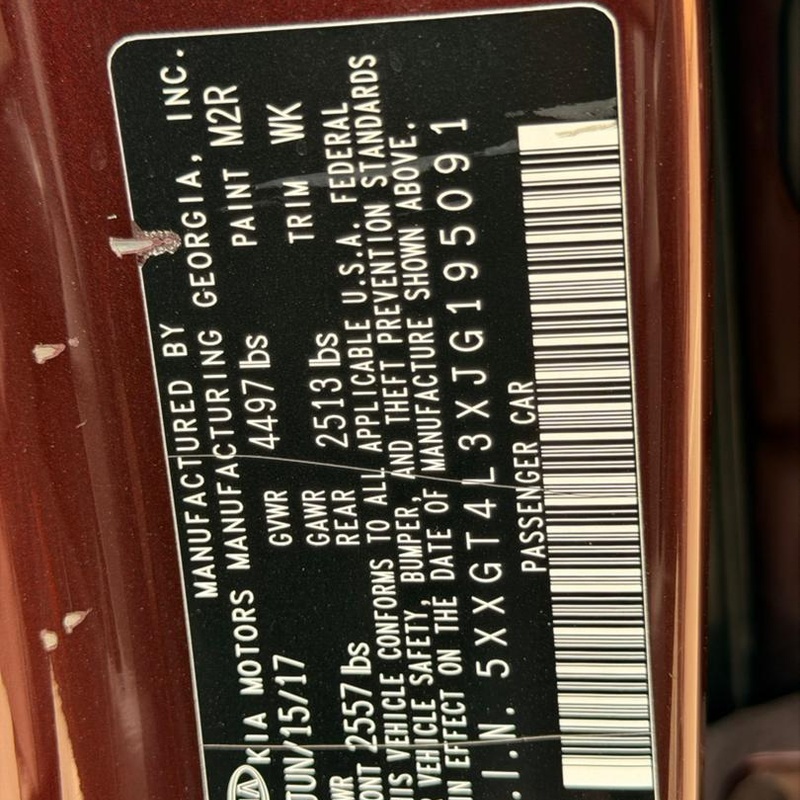 MANUFACTURED BY
KIA MOTORS MANUFACTURING GEORGIA, INC.
JUN/15/17 GVWR 4497 lbs PAINT M2R
2557 lbs GAWR REAR 2513 lbs TRIM WK
VEHICLE CONFORMS TO ALL APPLICABLE U.S.A. FEDERAL
VEHICLE SAFETY, BUMPER, AND THEFT PREVENTION STANDARDS
IN EFFECT ON THE DATE OF MANUFACTURE SHOWN ABOVE.
.I.N. 5XXGT4L3XJG195091
PASSENGER CAR